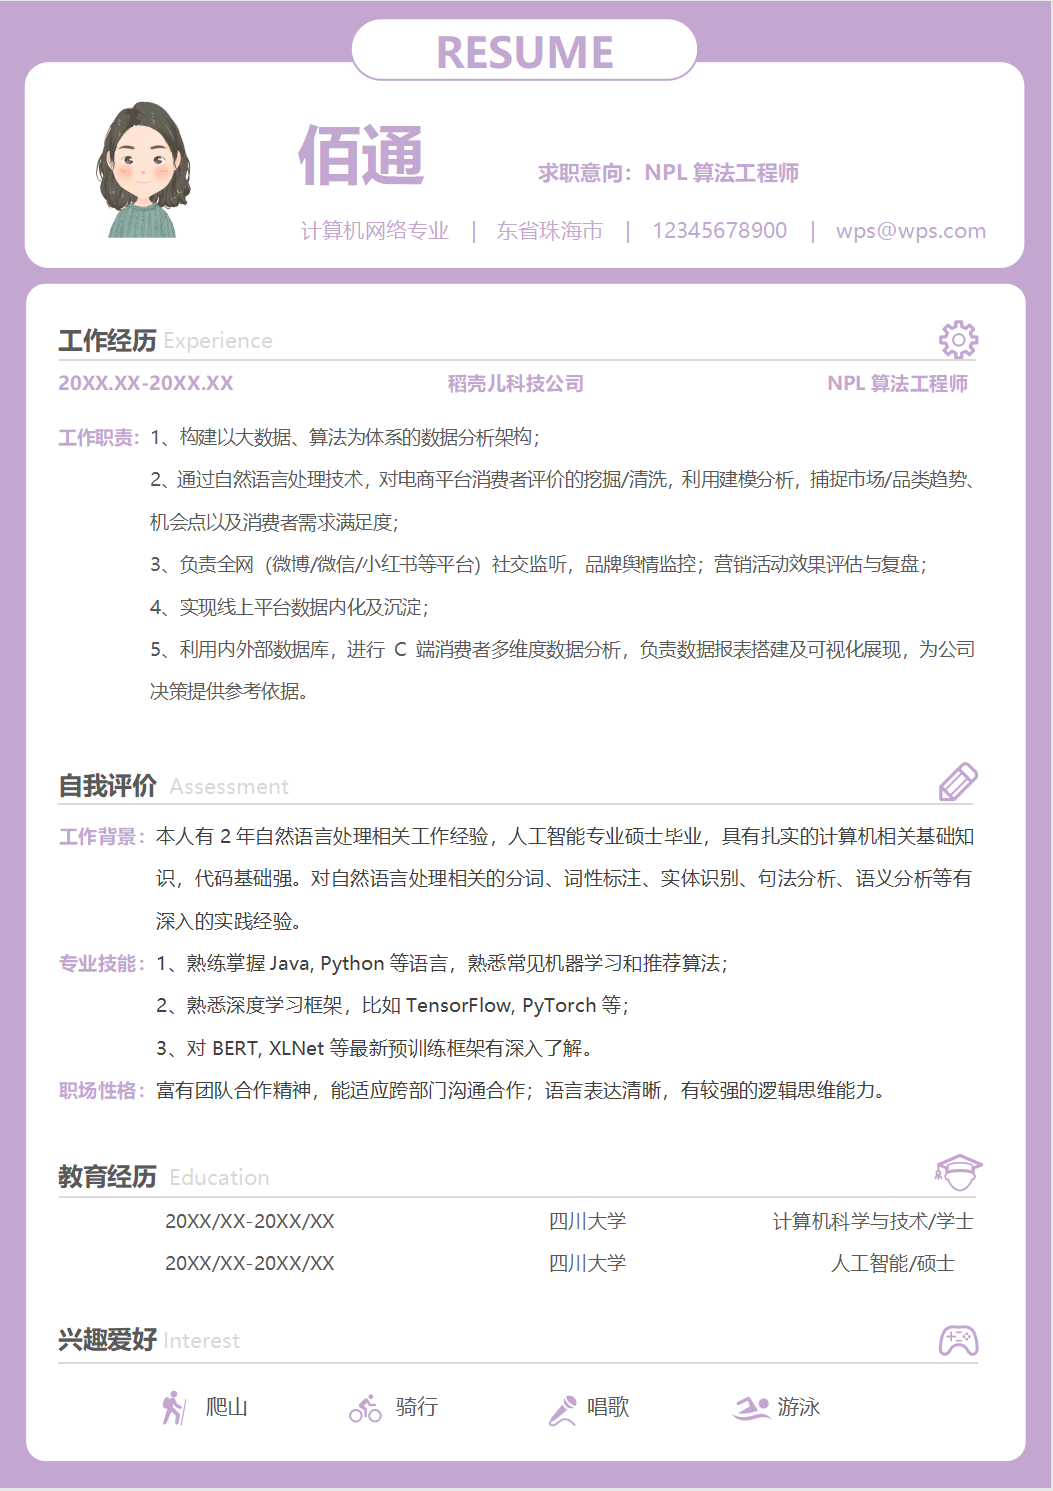 RESUME
佰通
求职意向：NPL 算法工程师
计算机网络专业 | 东省珠海市 | 12345678900 | wps@wps.com
工作经历 Experience
20XX.XX-20XX.XX 稻壳儿科技公司 NPL 算法工程师
工作职责：1、构建以大数据、算法为体系的数据分析架构；
2、通过自然语言处理技术，对电商平台消费者评价的挖掘/清洗，利用建模分析，捕捉市场/品类趋势、
机会点以及消费者需求满足度；
3、负责全网（微博/微信/小红书等平台）社交监听，品牌舆情监控；营销活动效果评估与复盘；
4、实现线上平台数据内化及沉淀；
5、利用内外部数据库，进行 C 端消费者多维度数据分析，负责数据报表搭建及可视化展现，为公司
决策提供参考依据。
自我评价 Assessment
工作背景：本人有 2 年自然语言处理相关工作经验，人工智能专业硕士毕业，具有扎实的计算机相关基础知
识，代码基础强。对自然语言处理相关的分词、词性标注、实体识别、句法分析、语义分析等有
深入的实践经验。
专业技能：1、熟练掌握 Java, Python 等语言，熟悉常见机器学习和推荐算法；
2、熟悉深度学习框架，比如 TensorFlow, PyTorch 等；
3、对 BERT, XLNet 等最新预训练框架有深入了解。
职场性格：富有团队合作精神，能适应跨部门沟通合作；语言表达清晰，有较强的逻辑思维能力。
教育经历 Education
20XX/XX-20XX/XX 四川大学 计算机科学与技术/学士
20XX/XX-20XX/XX 四川大学 人工智能/硕士
兴趣爱好 Interest
爬山 骑行 唱歌 游泳